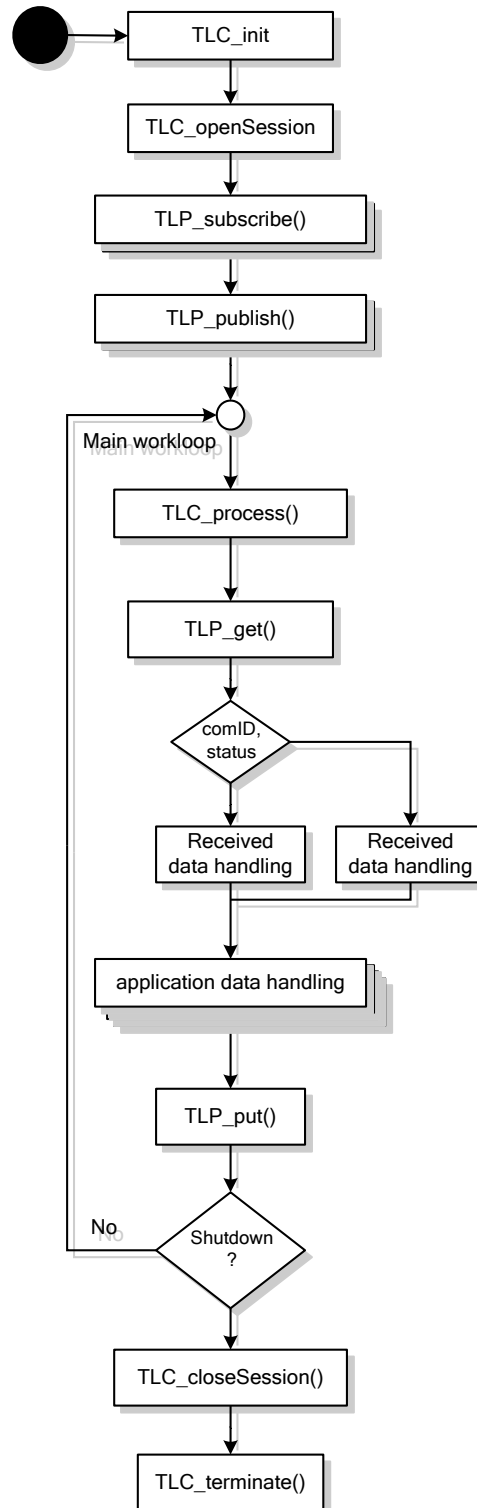 TLC_init
TLC_openSession
TLP_subscribe()
TLP_publish()
Main workloop
TLC_process()
TLP_get()
comID,
status
Received
data handling
Received
data handling
application data handling
TLP_put()
No
Shutdown
?
TLC_closeSession()
TLC_terminate()